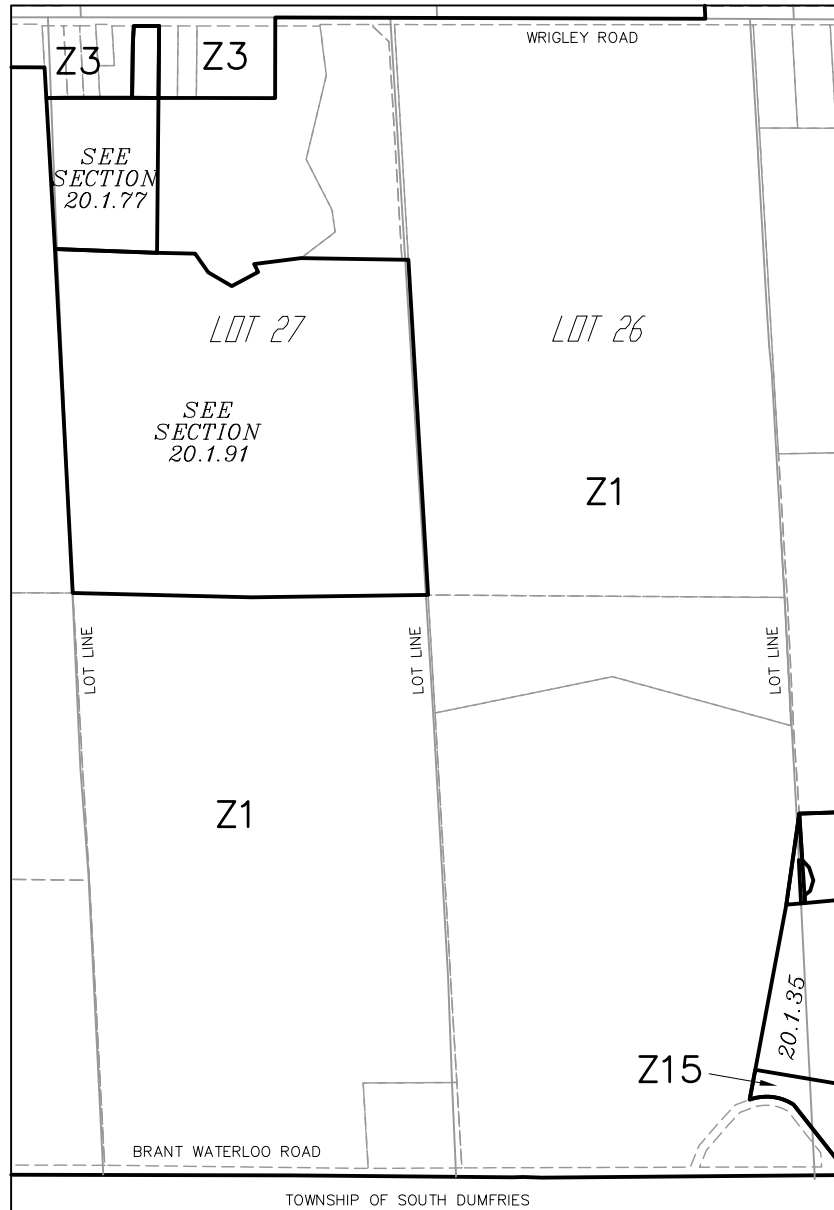 WRIGLEY ROAD
Z3
Z3
SEE
SECTION
20.1.77
LOT 27
LOT 26
SEE
SECTION
20.1.91
Z1
LOT LINE
LOT LINE
LOT LINE
Z1
20.1.35
Z15
BRANT WATERLOO ROAD
TOWNSHIP OF SOUTH DUMFRIES